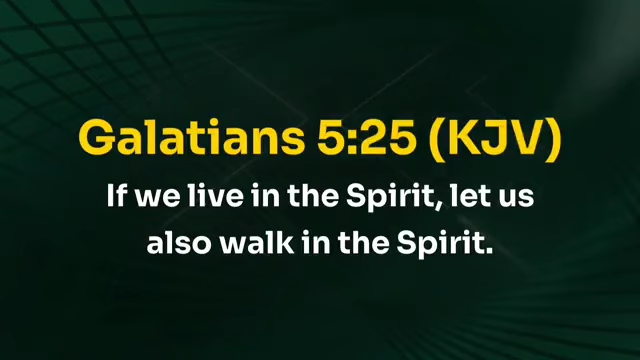 Galatians 5:25 (KJV)
If we live in the Spirit, let us
also walk in the Spirit.